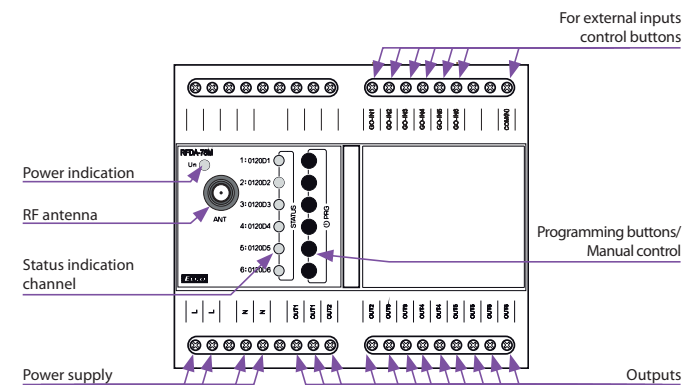 For external inputs
control buttons
GO-IN1
GO-IN2
GO-IN3
GO-IN4
GO-IN5
GO-IN6
COM(N)
RFDA-73M
Un
Power indication
RF antenna
ANT
Status indication
channel
1: 0120D1
2: 0120D2
3: 0120D3
4: 0120D4
5: 0120D5
6: 0120D6
STATUS
PRG
Programming buttons/
Manual control
L
L
N
N
OUT1
OUT1
OUT2
OUT2
OUT3
OUT3
OUT4
OUT4
OUT5
OUT5
OUT6
OUT6
Power supply
Outputs